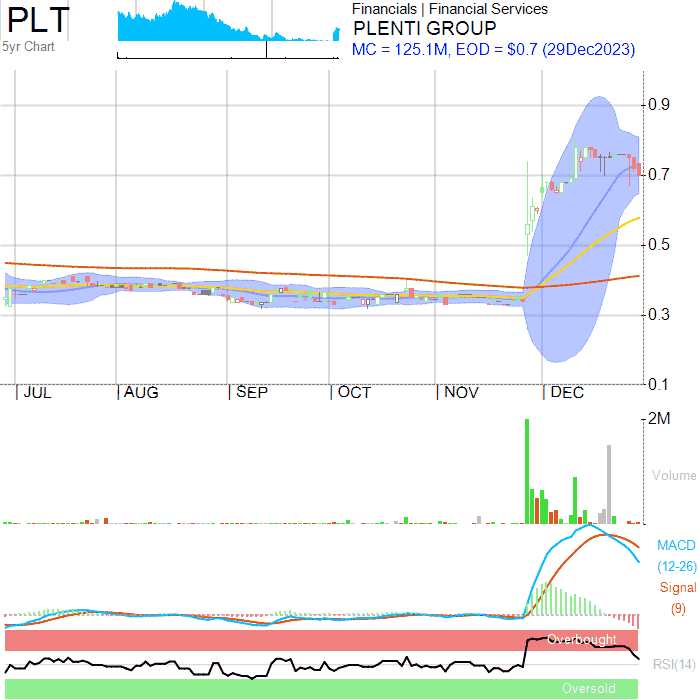 PLT
5yr Chart
Financials | Financial Services
PLENTI GROUP
MC = 125.1M, EOD = $0.7 (29Dec2023)
0.9
0.7
0.5
0.3
0.1
JUL AUG SEP OCT NOV DEC
2M
Volume
MACD
(12-26)
Signal
(9)
Overbought
RSI(14)
Oversold